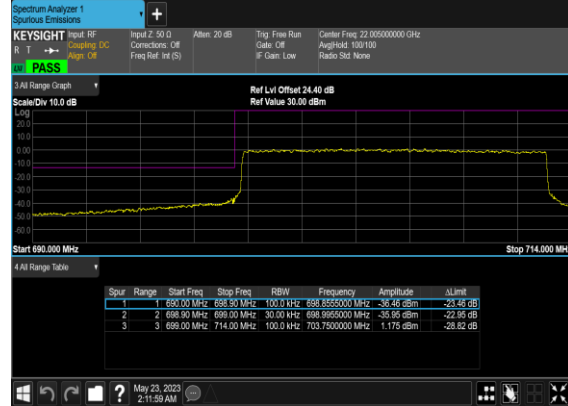 Spectrum Analyzer 1
Spurious Emissions
+
KEYSIGHT Input: RF Input Z: 50 Ω Atten: 20 dB Trig: Free Run Center Freq: 22.005000000 GHz
R T Coupling: DC Corrections: Off Gate: Off Avg|Hold: 100/100
Align: Off Freq Ref: Int (S) IF Gain: Low Radio Std: None
PASS
3 All Range Graph
Ref Lvl Offset 24.40 dB
Scale/Div 10.0 dB Ref Value 30.00 dBm
Log
20.0
10.0
0.00
-10.0
-20.0
-30.0
-40.0
-50.0
-60.0
Start 690.000 MHz Stop 714.000 MH
4 All Range Table
Spur Range Start Freq Stop Freq RBW Frequency Amplitude ΔLimit
1 1 690.00 MHz 698.90 MHz 100.0 kHz 698.8555000 MHz -36.46 dBm -23.46 dB
2 2 698.90 MHz 699.00 MHz 30.00 kHz 698.9955000 MHz -35.95 dBm -22.95 dB
3 3 699.00 MHz 714.00 MHz 100.0 kHz 703.7500000 MHz 1.175 dBm -28.82 dB
?
May 23, 2023
2:11:59 AM